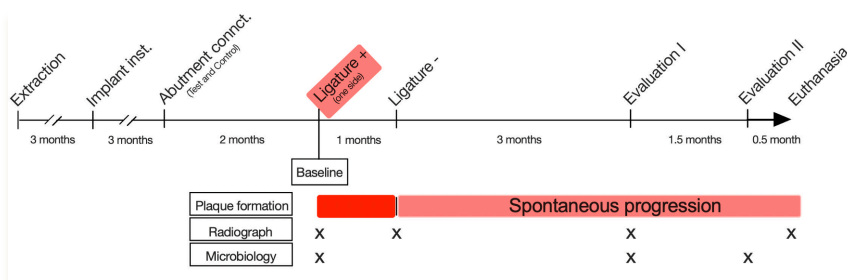 Extraction
Implant inst.
Abutment connct.
(Test and Control)
Ligature +
(one side)
Ligature -
Evaluation I
Evaluation II
Euthanasia
3 months
3 months
2 months
1 months
3 months
1.5 months
0.5 month
Baseline
Plaque formation
Spontaneous progression
Radiograph x x x x
Microbiology x x x